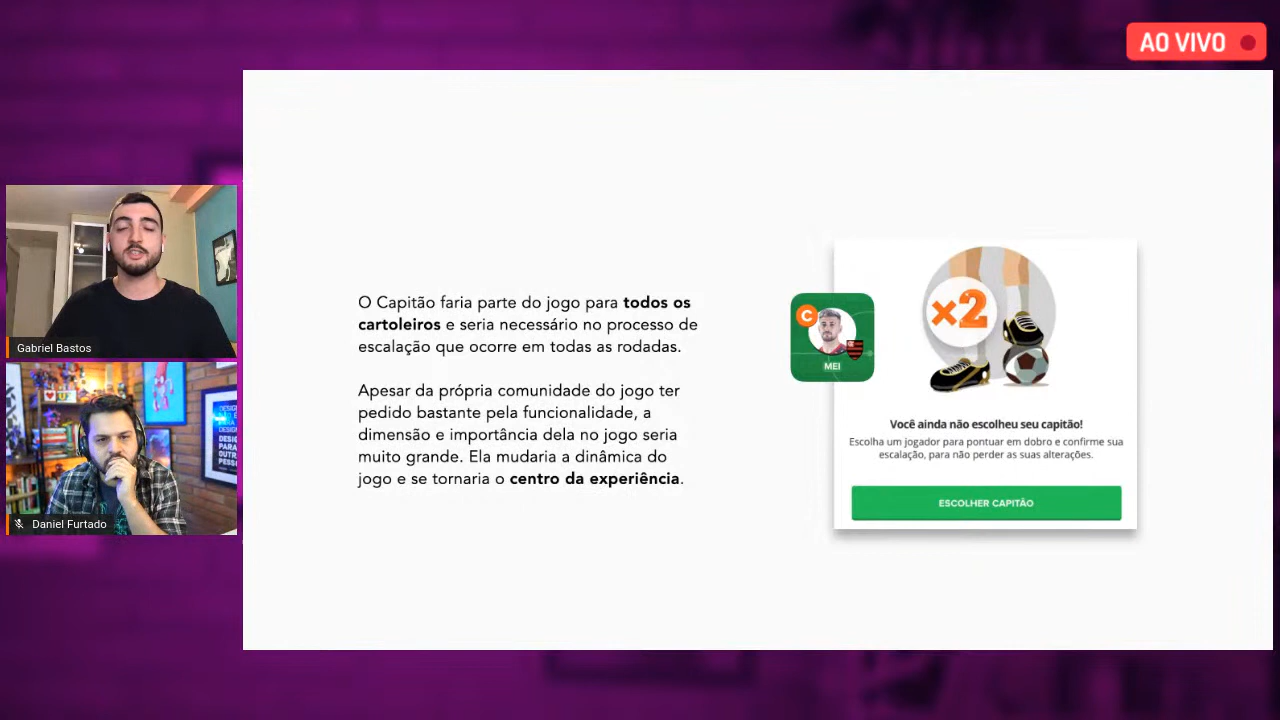 AO VIVO
Gabriel Bastos
Daniel Furtado
O Capitão faria parte do jogo para todos os
cartoleiros e seria necessário no processo de
escalação que ocorre em todas as rodadas.
Apesar da própria comunidade do jogo ter
pedido bastante pela funcionalidade, a
dimensão e importância dela no jogo seria
muito grande. Ela mudaria a dinâmica do
jogo e se tornaria o centro da experiência.
C
MEI
×2
Você ainda não escolheu seu capitão!
Escolha um jogador para pontuar em dobro e confirme sua
escalação, para não perder as suas alterações.
ESCOLHER CAPITÃO